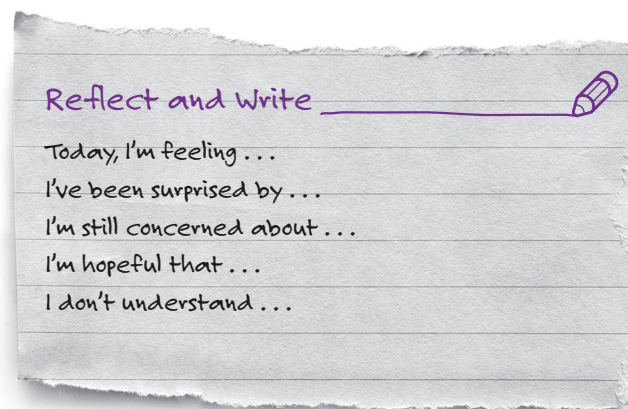 Reflect and Write
Today, I'm feeling . . .
I've been surprised by . . .
I'm still concerned about . . .
I'm hopeful that . . .
I don't understand . . .